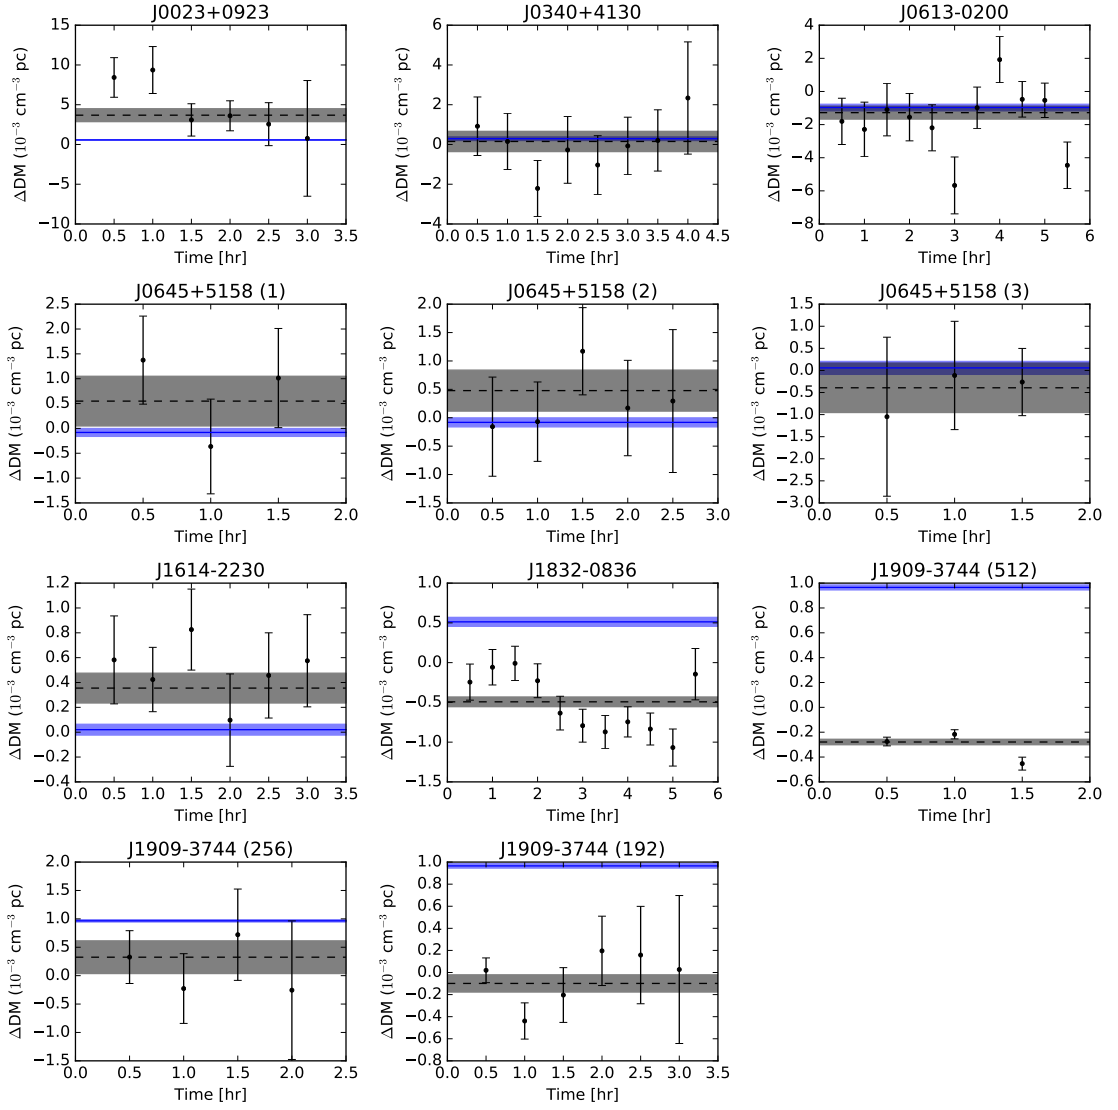 J0023+0923 J0340+4130 J0613-0200
ΔDM (10⁻³ cm⁻³ pc) ΔDM (10⁻³ cm⁻³ pc) ΔDM (10⁻³ cm⁻³ pc)
15 10 5 0 −5 −10
6 4 2 0 −2 −4
2 0 −2 −4 −6 −8
0.0 0.5 1.0 1.5 2.0 2.5 3.0 3.5
0.0 0.5 1.0 1.5 2.0 2.5 3.0 3.5 4.0 4.5
0 1 2 3 4 5 6
Time [hr] Time [hr] Time [hr]
J0645+5158 (1) J0645+5158 (2) J0645+5158 (3)
ΔDM (10⁻³ cm⁻³ pc) ΔDM (10⁻³ cm⁻³ pc) ΔDM (10⁻³ cm⁻³ pc)
2.5 2.0 1.5 1.0 0.5 0.0 −0.5 −1.0 −1.5
2.0 1.5 1.0 0.5 0.0 −0.5 −1.0 −1.5
1.5 1.0 0.5 0.0 −0.5 −1.0 −1.5 −2.0 −2.5 −3.0
0.0 0.5 1.0 1.5 2.0
0.0 0.5 1.0 1.5 2.0 2.5 3.0
0.0 0.5 1.0 1.5 2.0
Time [hr] Time [hr] Time [hr]
J1614-2230 J1832-0836 J1909-3744 (512)
ΔDM (10⁻³ cm⁻³ pc) ΔDM (10⁻³ cm⁻³ pc) ΔDM (10⁻³ cm⁻³ pc)
1.2 1.0 0.8 0.6 0.4 0.2 0.0 −0.2 −0.4
1.0 0.5 0.0 −0.5 −1.0 −1.5
1.0 0.8 0.6 0.4 0.2 0.0 −0.2 −0.4 −0.6
0.0 0.5 1.0 1.5 2.0 2.5 3.0 3.5
0 1 2 3 4 5 6
0.0 0.5 1.0 1.5 2.0
Time [hr] Time [hr] Time [hr]
J1909-3744 (256) J1909-3744 (192)
ΔDM (10⁻³ cm⁻³ pc) ΔDM (10⁻³ cm⁻³ pc)
2.0 1.5 1.0 0.5 0.0 −0.5 −1.0 −1.5
1.0 0.8 0.6 0.4 0.2 0.0 −0.2 −0.4 −0.6 −0.8
0.0 0.5 1.0 1.5 2.0 2.5
0.0 0.5 1.0 1.5 2.0 2.5 3.0 3.5
Time [hr] Time [hr]